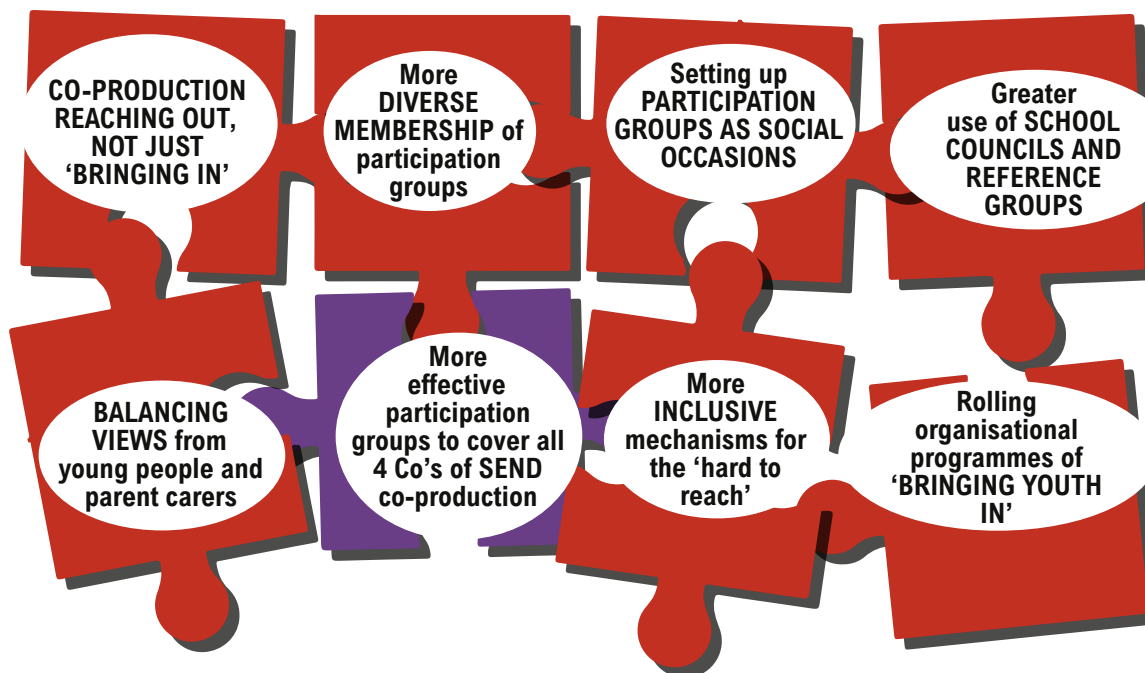 CO-PRODUCTION
REACHING OUT,
NOT JUST
‘BRINGING IN’
More
DIVERSE
MEMBERSHIP of
participation
groups
Setting up
PARTICIPATION
GROUPS AS SOCIAL
OCCASIONS
Greater
use of SCHOOL
COUNCILS AND
REFERENCE
GROUPS
BALANCING
VIEWS from
young people and
parent carers
More
effective
participation
groups to cover all
4 Co’s of SEND
co-production
More
INCLUSIVE
mechanisms for
the ‘hard to
reach’
Rolling
organisational
programmes of
‘BRINGING YOUTH
IN’